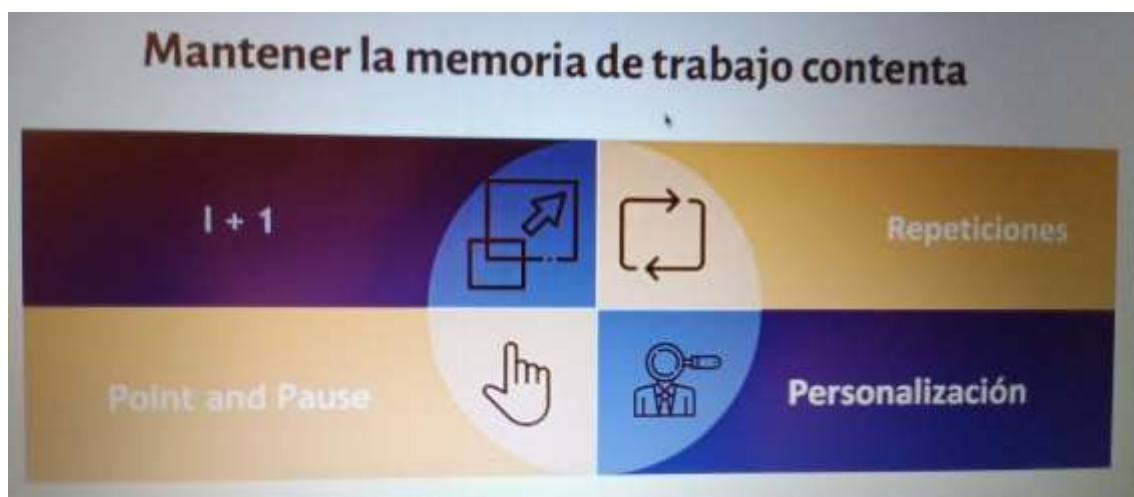 Mantener la memoria de trabajo contenta
I + 1
Repeticiones
Point and Pause
Personalización